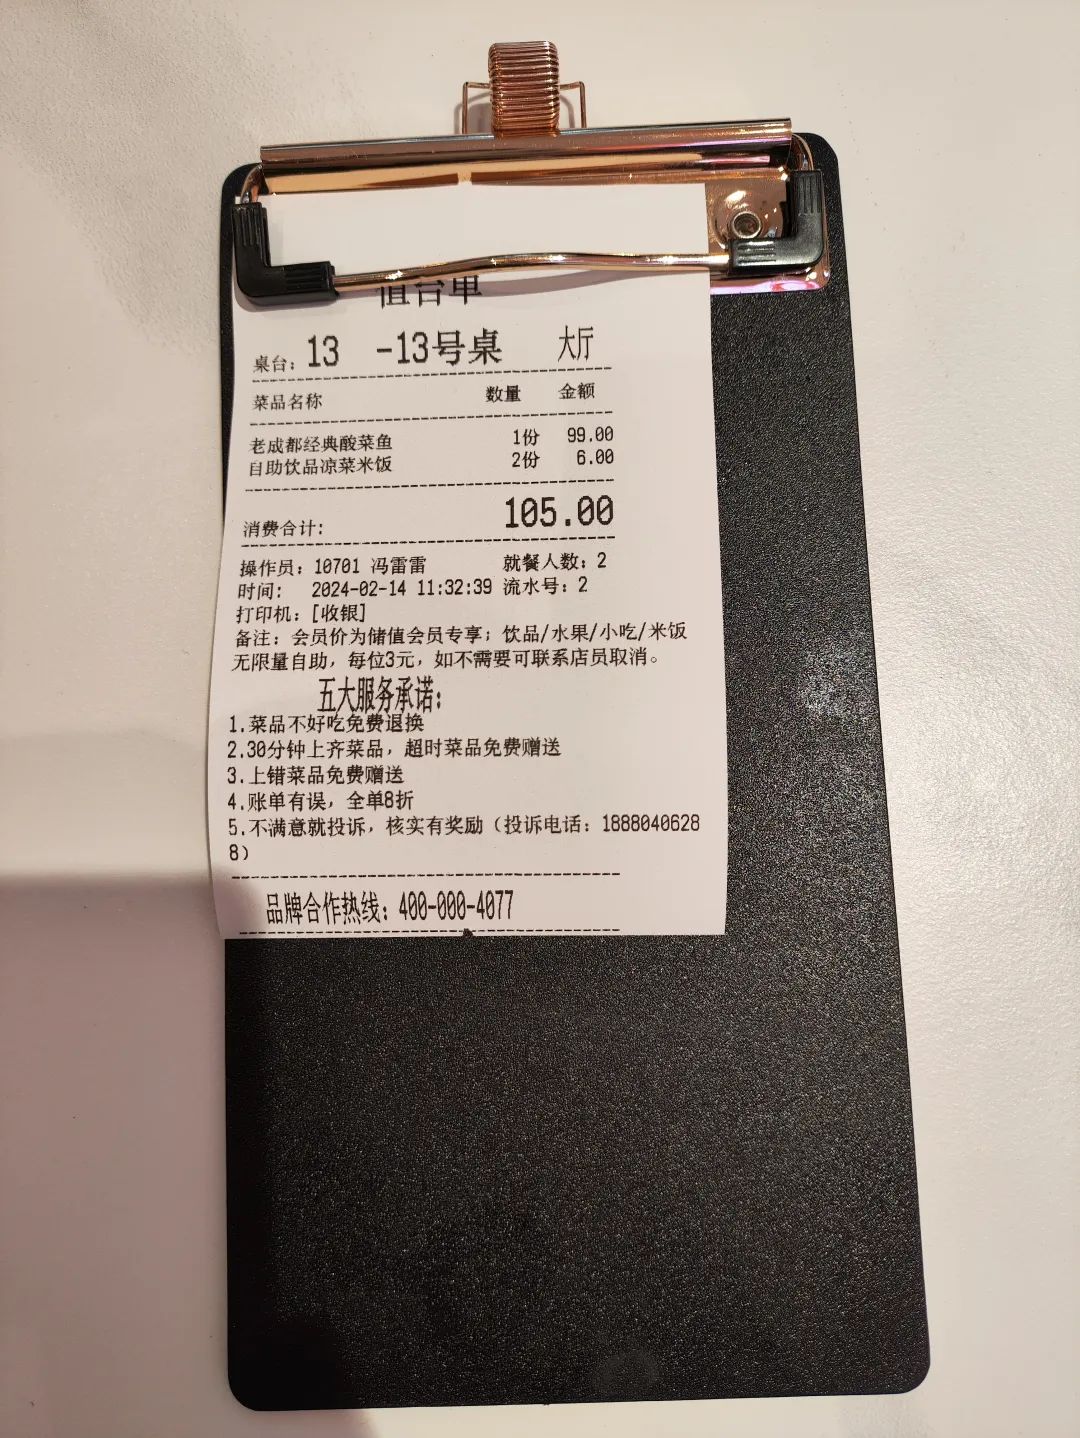 值台单
桌台：13 -13号桌 大厅
菜品名称 数量 金额
老成都经典酸菜鱼 1份 99.00
自助饮品凉菜米饭 2份 6.00
消费合计: 105.00
操作员：10701 冯雷雷 就餐人数：2
时间： 2024-02-14 11:32:39 流水号：2
打印机：[收银]
备注：会员价为储值会员专享；饮品/水果/小吃/米饭
无限量自助，每位3元，如不需要可联系店员取消。
五大服务承诺：
1.菜品不好吃免费退换
2.30分钟上齐菜品，超时菜品免费赠送
3.上错菜品免费赠送
4.账单有误，全单8折
5.不满意就投诉，核实有奖励（投诉电话：1888040628
8）
品牌合作热线：400-000-4077